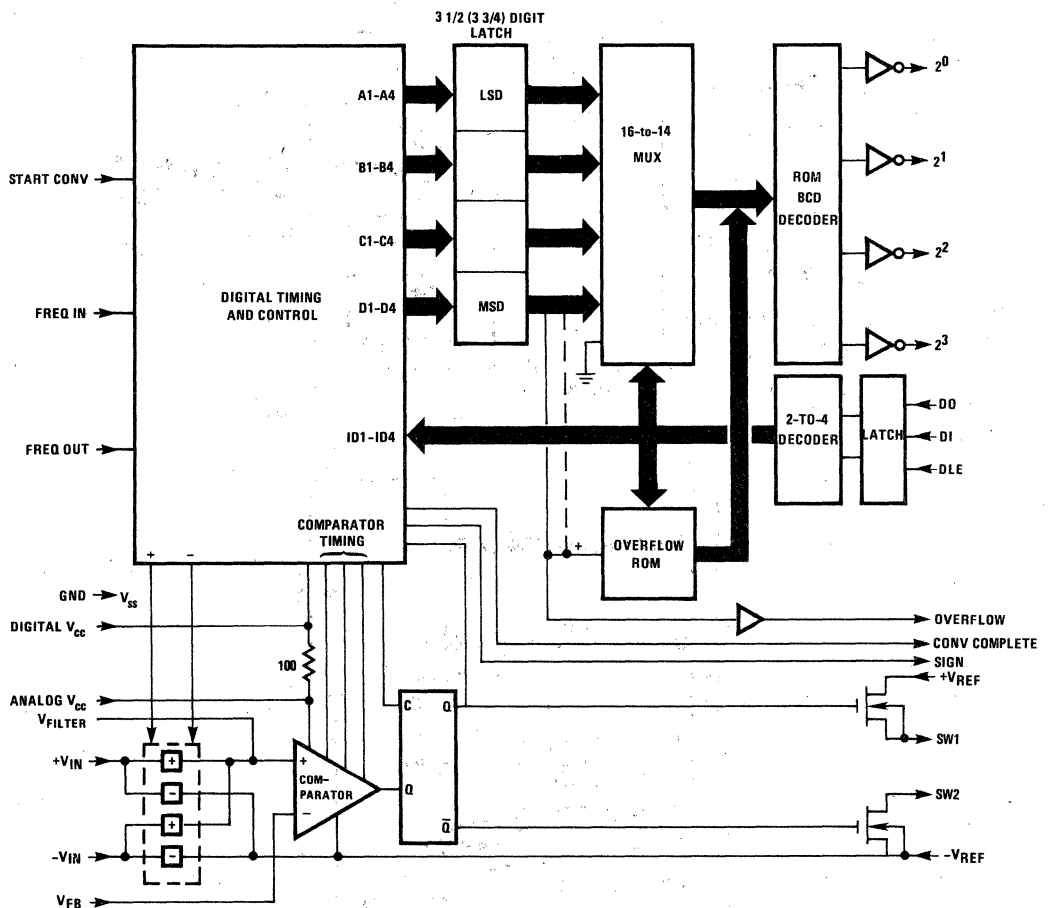 3 1/2 (3 3/4) DIGIT
LATCH
A1-A4
LSD
B1-B4
C1-C4
D1-D4
MSD
16-to-14
MUX
ROM
BCD
DECODER
2^0
2^1
2^2
2^3
START CONV
FREQ IN
FREQ OUT
DIGITAL TIMING
AND CONTROL
ID1-ID4
2-TO-4
DECODER
LATCH
DO
DI
DLE
COMPARATOR
TIMING
+
-
+
OVERFLOW
ROM
GND
V_SS
DIGITAL V_CC
100
ANALOG V_CC
V_FILTER
+V_IN
-V_IN
V_FB
+
-
+
-
+
COM-
PARATOR
-
C
Q
Q
Q̅
OVERFLOW
CONV COMPLETE
SIGN
+V_REF
SW1
SW2
-V_REF